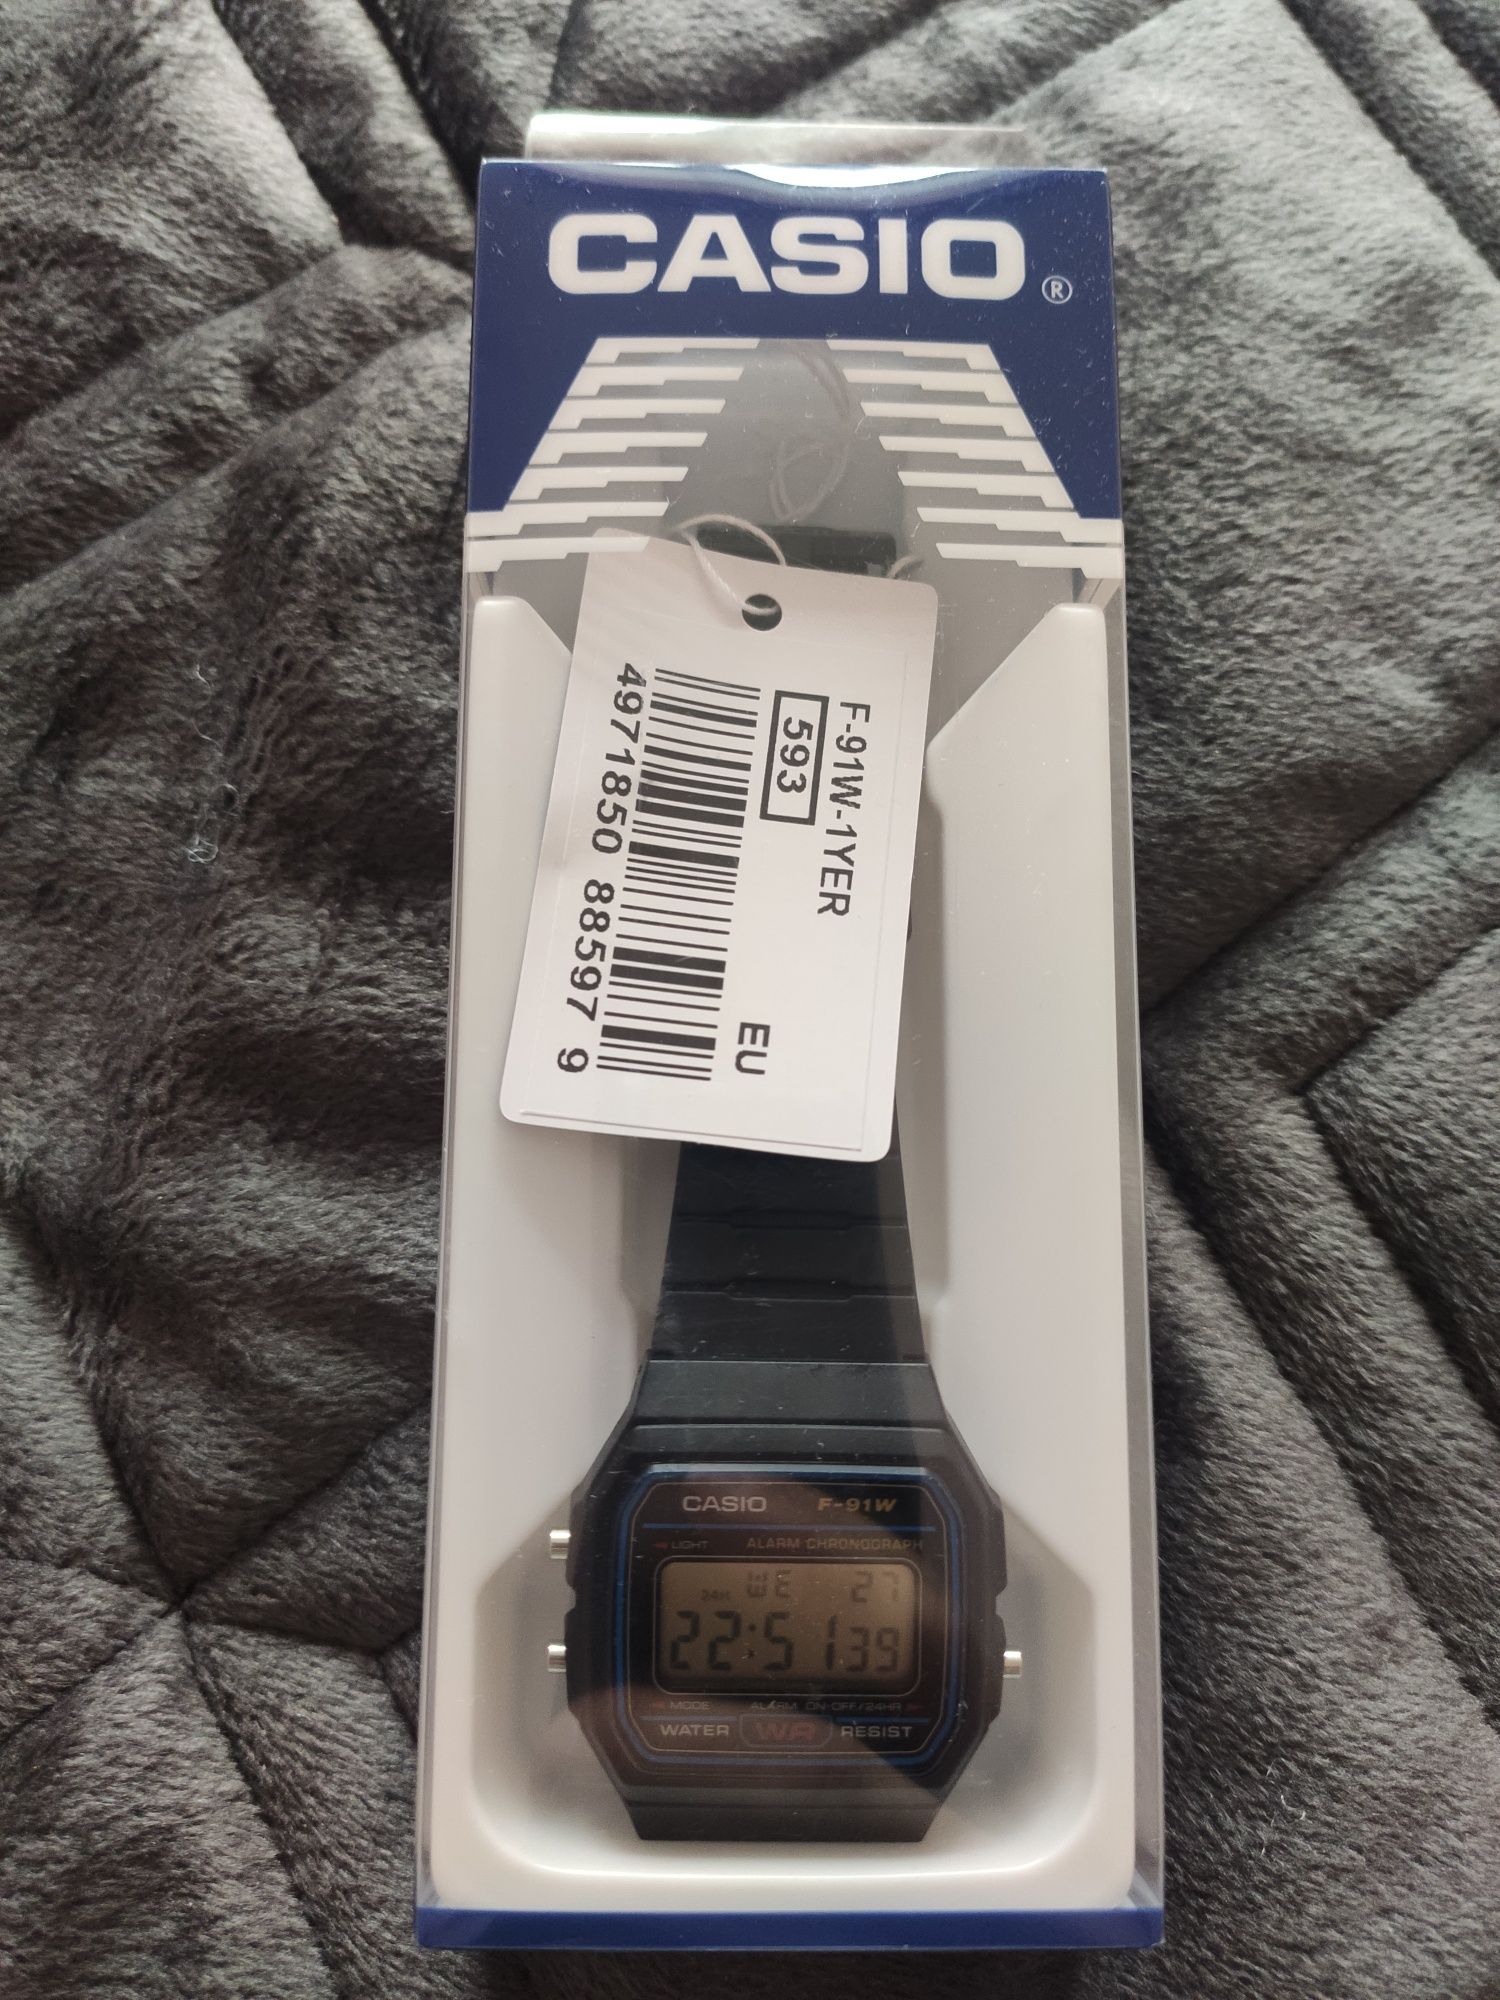 CASIO ®
F-91W-1YER
593
EU
4971850 88597 9
CASIO F-91W
LIGHT ALARM CHRONOGRAPH
24H WE 27
22:51 39
MODE ALARM ON·OFF/24HR
WATER WR RESIST